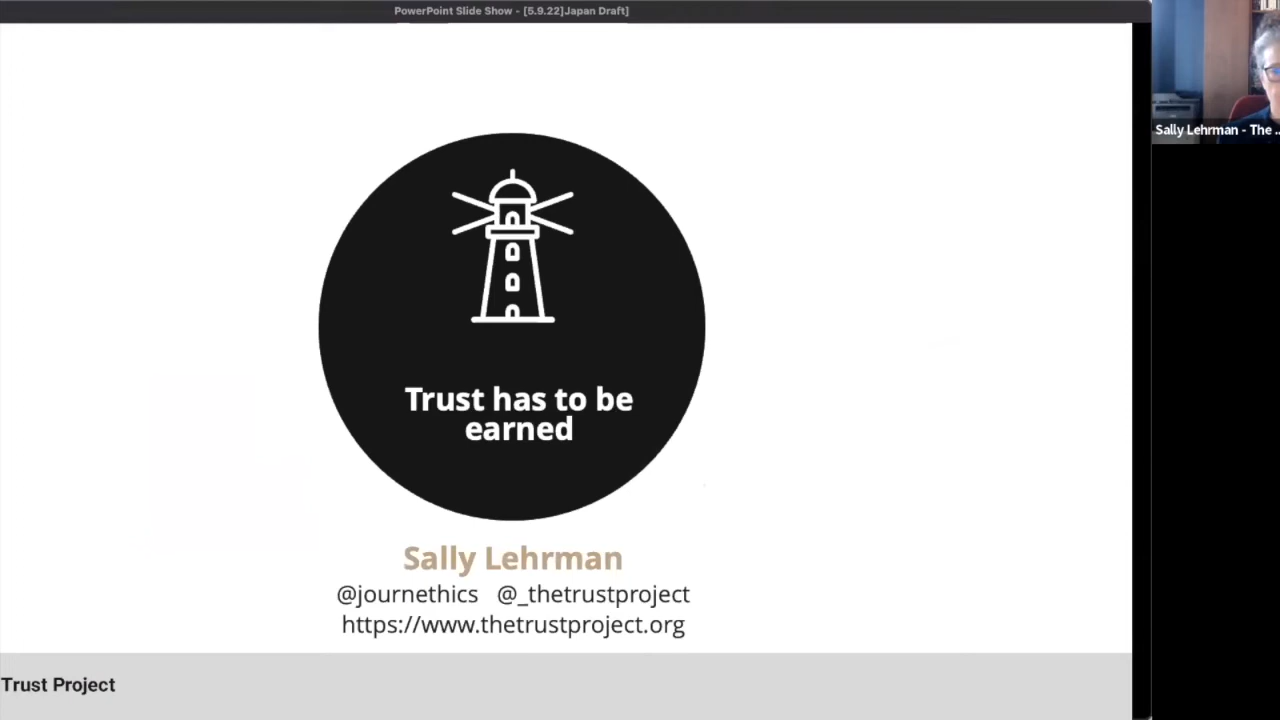 PowerPoint Slide Show - [5.9.22]Japan Draft]
Sally Lehrman - The ...
Trust has to be
earned
Sally Lehrman
@journethics @_thetrustproject
https://www.thetrustproject.org
Trust Project